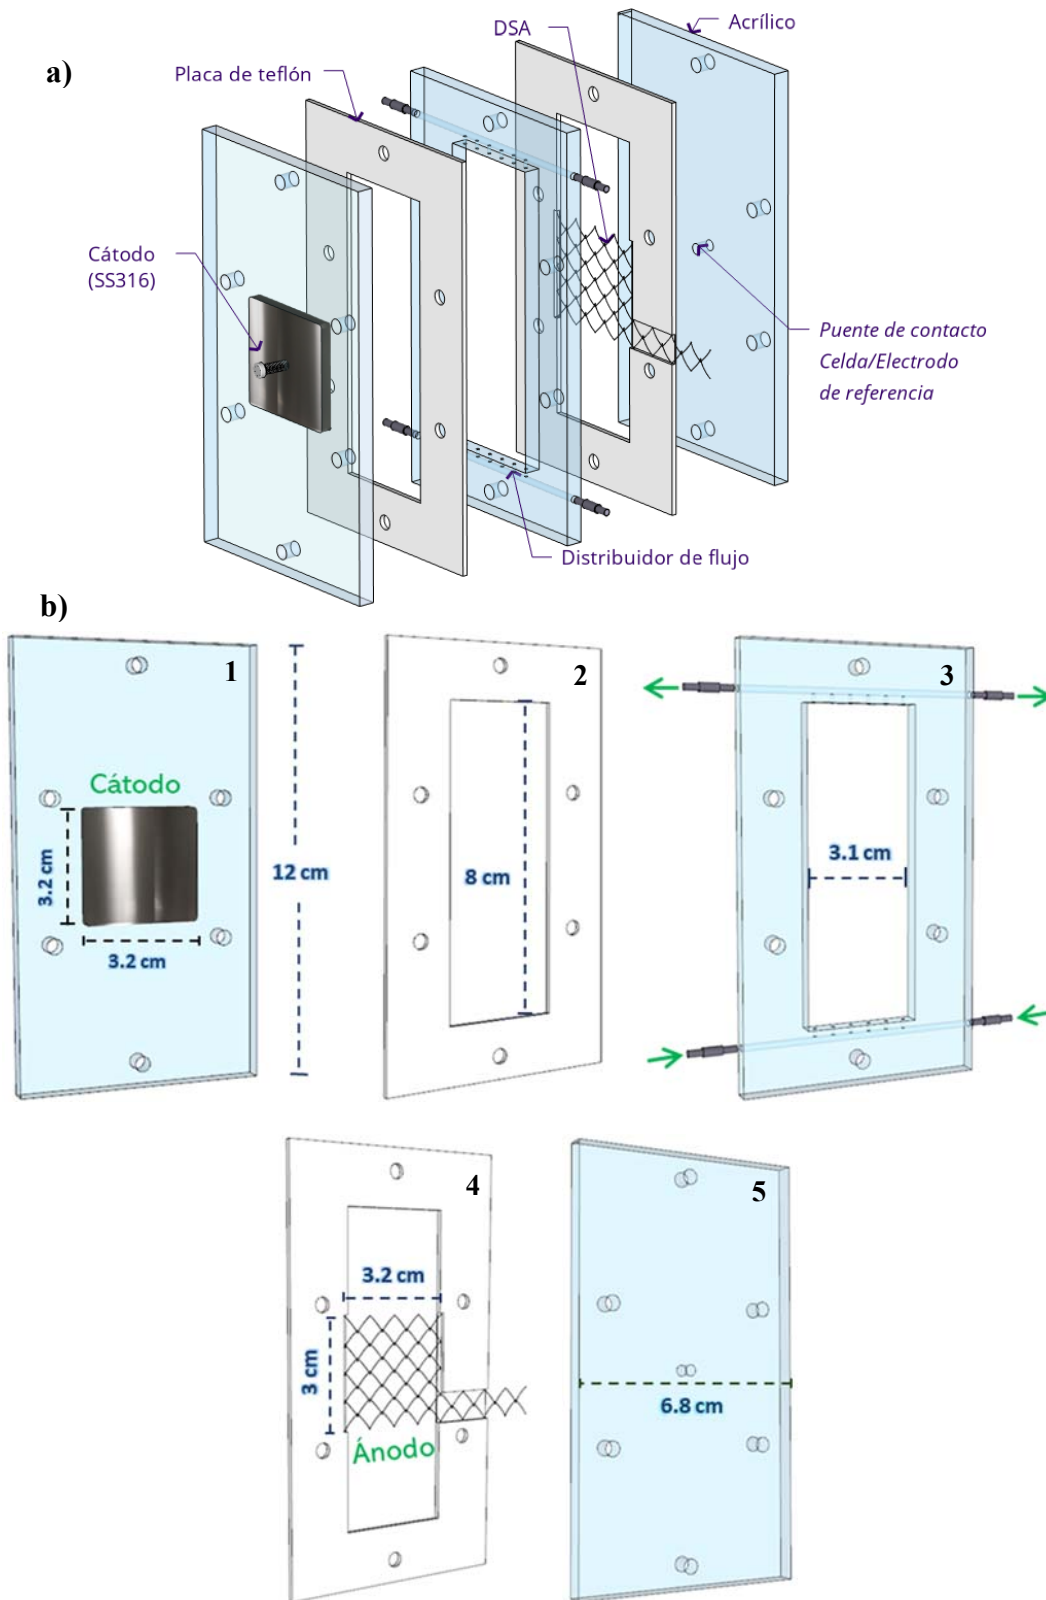 a)
DSA
Acrílico
Placa de teflón
Cátodo
(SS316)
Puente de contacto
Celda/Electrodo
de referencia
Distribuidor de flujo
b)
1
2
3
Cátodo
3.2 cm
3.2 cm
12 cm
8 cm
3.1 cm
4
5
3.2 cm
3 cm
Ánodo
6.8 cm